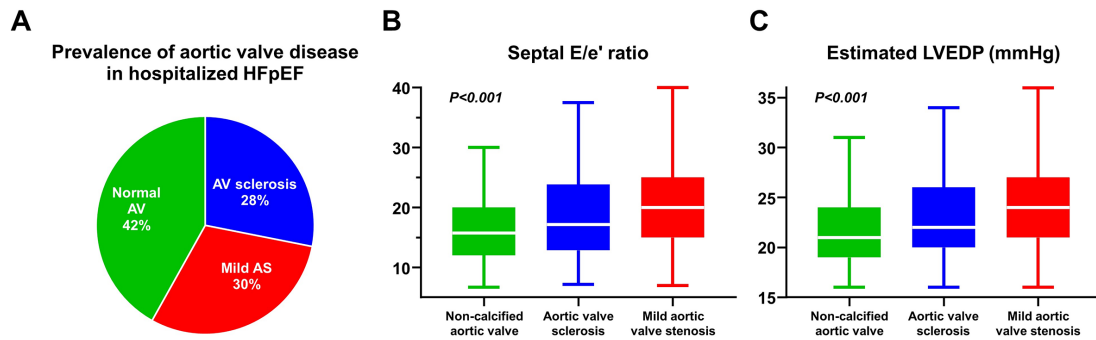 A
Prevalence of aortic valve disease
in hospitalized HFpEF
Normal
AV
42%
AV sclerosis
28%
Mild AS
30%
B
Septal E/e' ratio
P<0.001
40
30
20
10
Non-calcified
aortic valve
Aortic valve
sclerosis
Mild aortic
valve stenosis
C
Estimated LVEDP (mmHg)
P<0.001
35
30
25
20
15
Non-calcified
aortic valve
Aortic valve
sclerosis
Mild aortic
valve stenosis